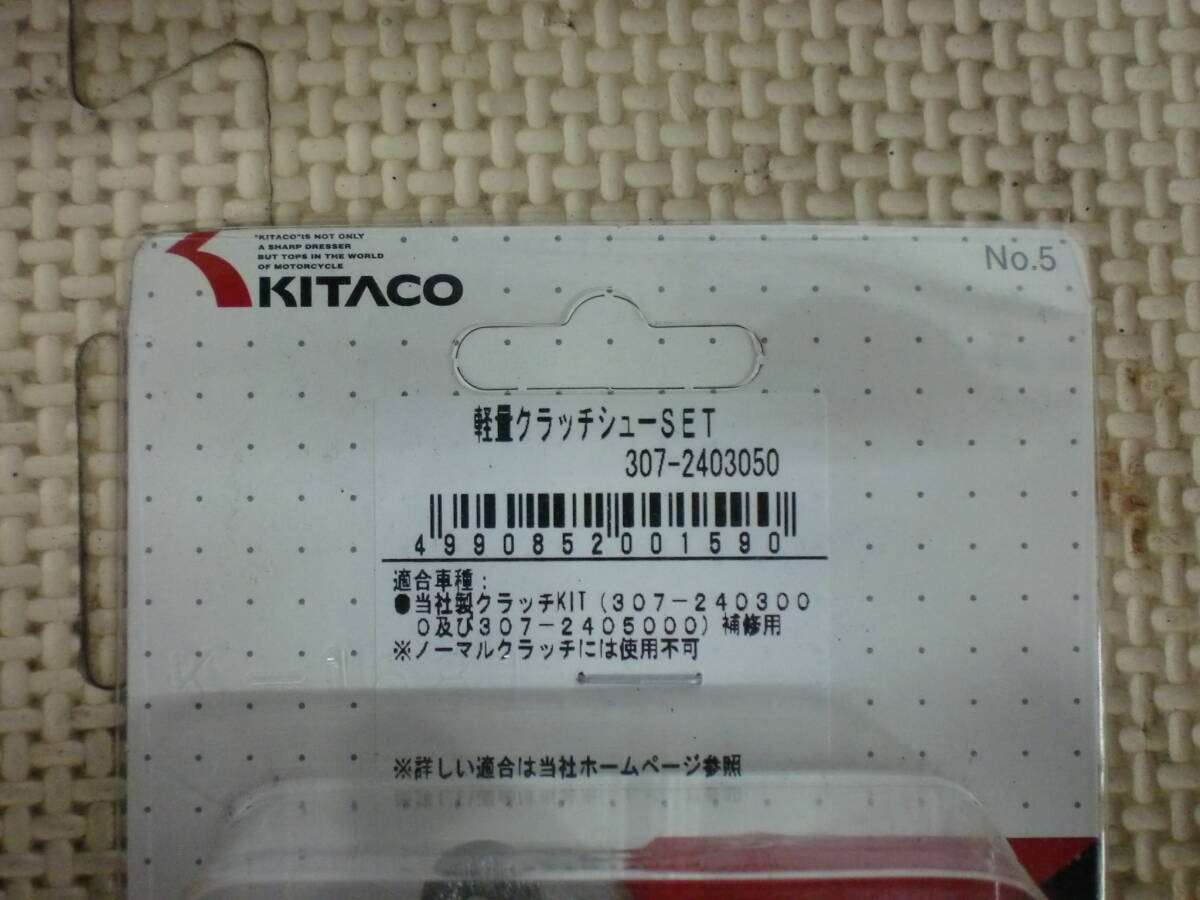 "KITACO"IS NOT ONLY
A SHARP DRESSER
BUT TOPS IN THE WORLD
OF MOTORCYCLE
KITACO
No.5
軽量クラッチシューSET
307-2403050
4990852001590
適合車種:
●当社製クラッチKIT(307-240300
0及び307-2405000)補修用
※ノーマルクラッチには使用不可
※詳しい適合は当社ホームページ参照